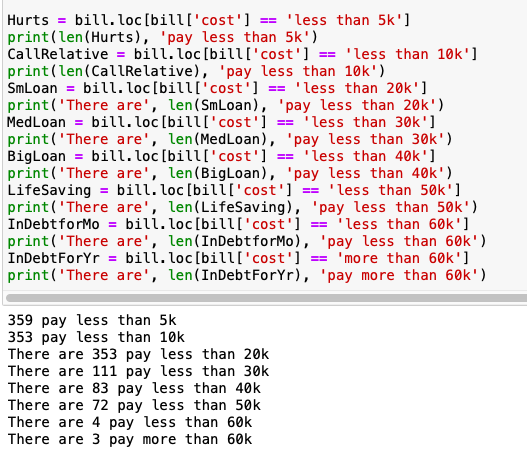 Hurts = bill.loc[bill['cost'] == 'less than 5k']
print(len(Hurts), 'pay less than 5k')
CallRelative = bill.loc[bill['cost'] == 'less than 10k']
print(len(CallRelative), 'pay less than 10k')
SmLoan = bill.loc[bill['cost'] == 'less than 20k']
print('There are', len(SmLoan), 'pay less than 20k')
MedLoan = bill.loc[bill['cost'] == 'less than 30k']
print('There are', len(MedLoan), 'pay less than 30k')
BigLoan = bill.loc[bill['cost'] == 'less than 40k']
print('There are', len(BigLoan), 'pay less than 40k')
LifeSaving = bill.loc[bill['cost'] == 'less than 50k']
print('There are', len(LifeSaving), 'pay less than 50k')
InDebtforMo = bill.loc[bill['cost'] == 'less than 60k']
print('There are', len(InDebtforMo), 'pay less than 60k')
InDebtForYr = bill.loc[bill['cost'] == 'more than 60k']
print('There are', len(InDebtForYr), 'pay more than 60k')
359 pay less than 5k
353 pay less than 10k
There are 353 pay less than 20k
There are 111 pay less than 30k
There are 83 pay less than 40k
There are 72 pay less than 50k
There are 4 pay less than 60k
There are 3 pay more than 60k